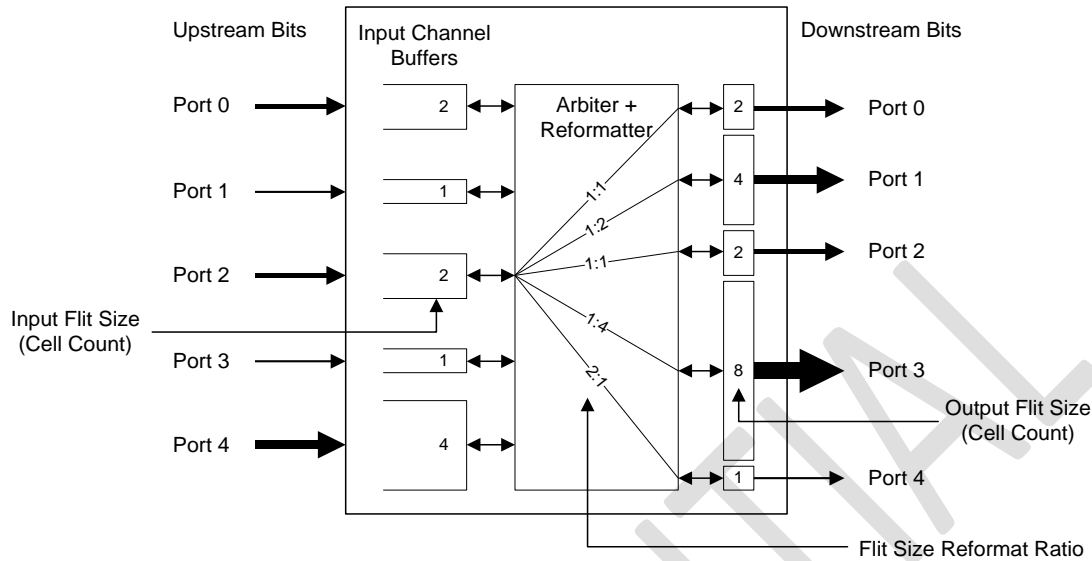 Upstream Bits
Input Channel
Buffers
Downstream Bits
Port 0
2
Arbiter +
Reformatter
2
Port 0
Port 1
1
1:1
4
Port 1
1:2
Port 2
2
1:1
2
Port 2
Input Flit Size
(Cell Count)
1:4
Port 3
1
2:1
8
Port 3
Output Flit Size
(Cell Count)
Port 4
4
1
Port 4
Flit Size Reformat Ratio
NTIAL